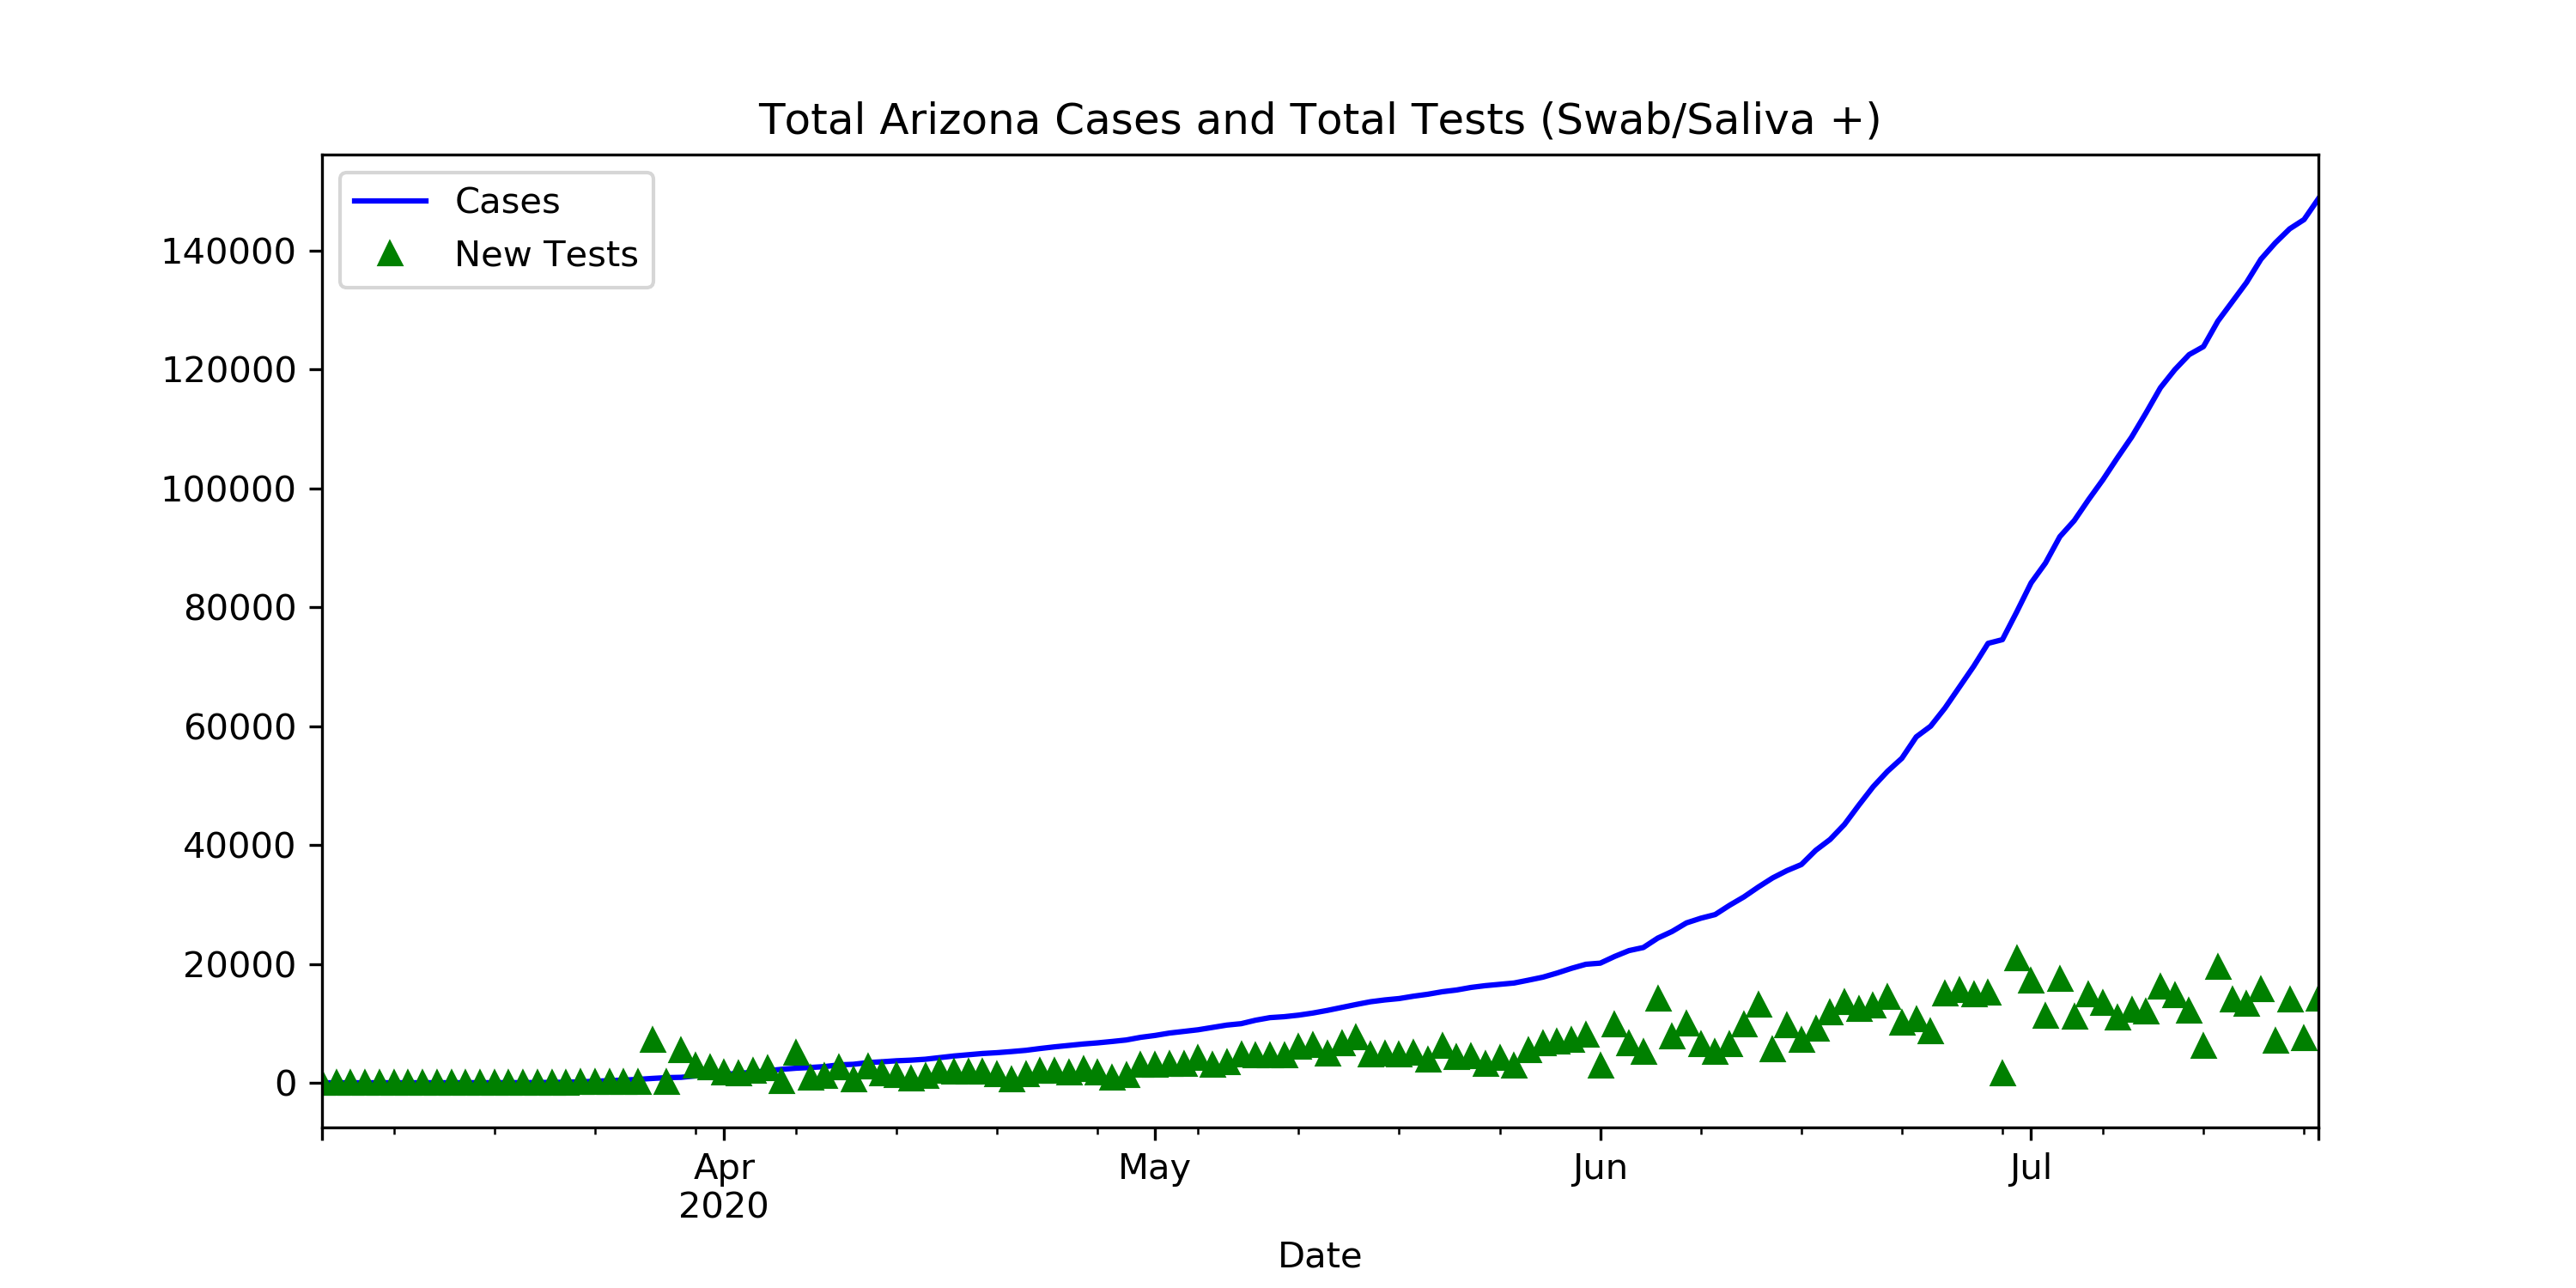 Total Arizona Cases and Total Tests (Swab/Saliva +)
Cases
New Tests
140000
120000
100000
80000
60000
40000
20000
0
Apr May Jun Jul
2020
Date